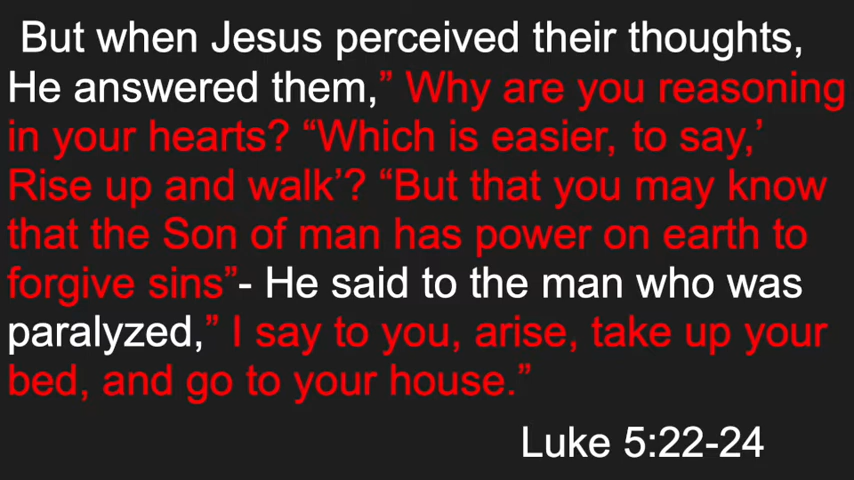 But when Jesus perceived their thoughts,
He answered them,” Why are you reasoning
in your hearts? “Which is easier, to say,’
Rise up and walk’? “But that you may know
that the Son of man has power on earth to
forgive sins”- He said to the man who was
paralyzed,” I say to you, arise, take up your
bed, and go to your house.”
Luke 5:22-24